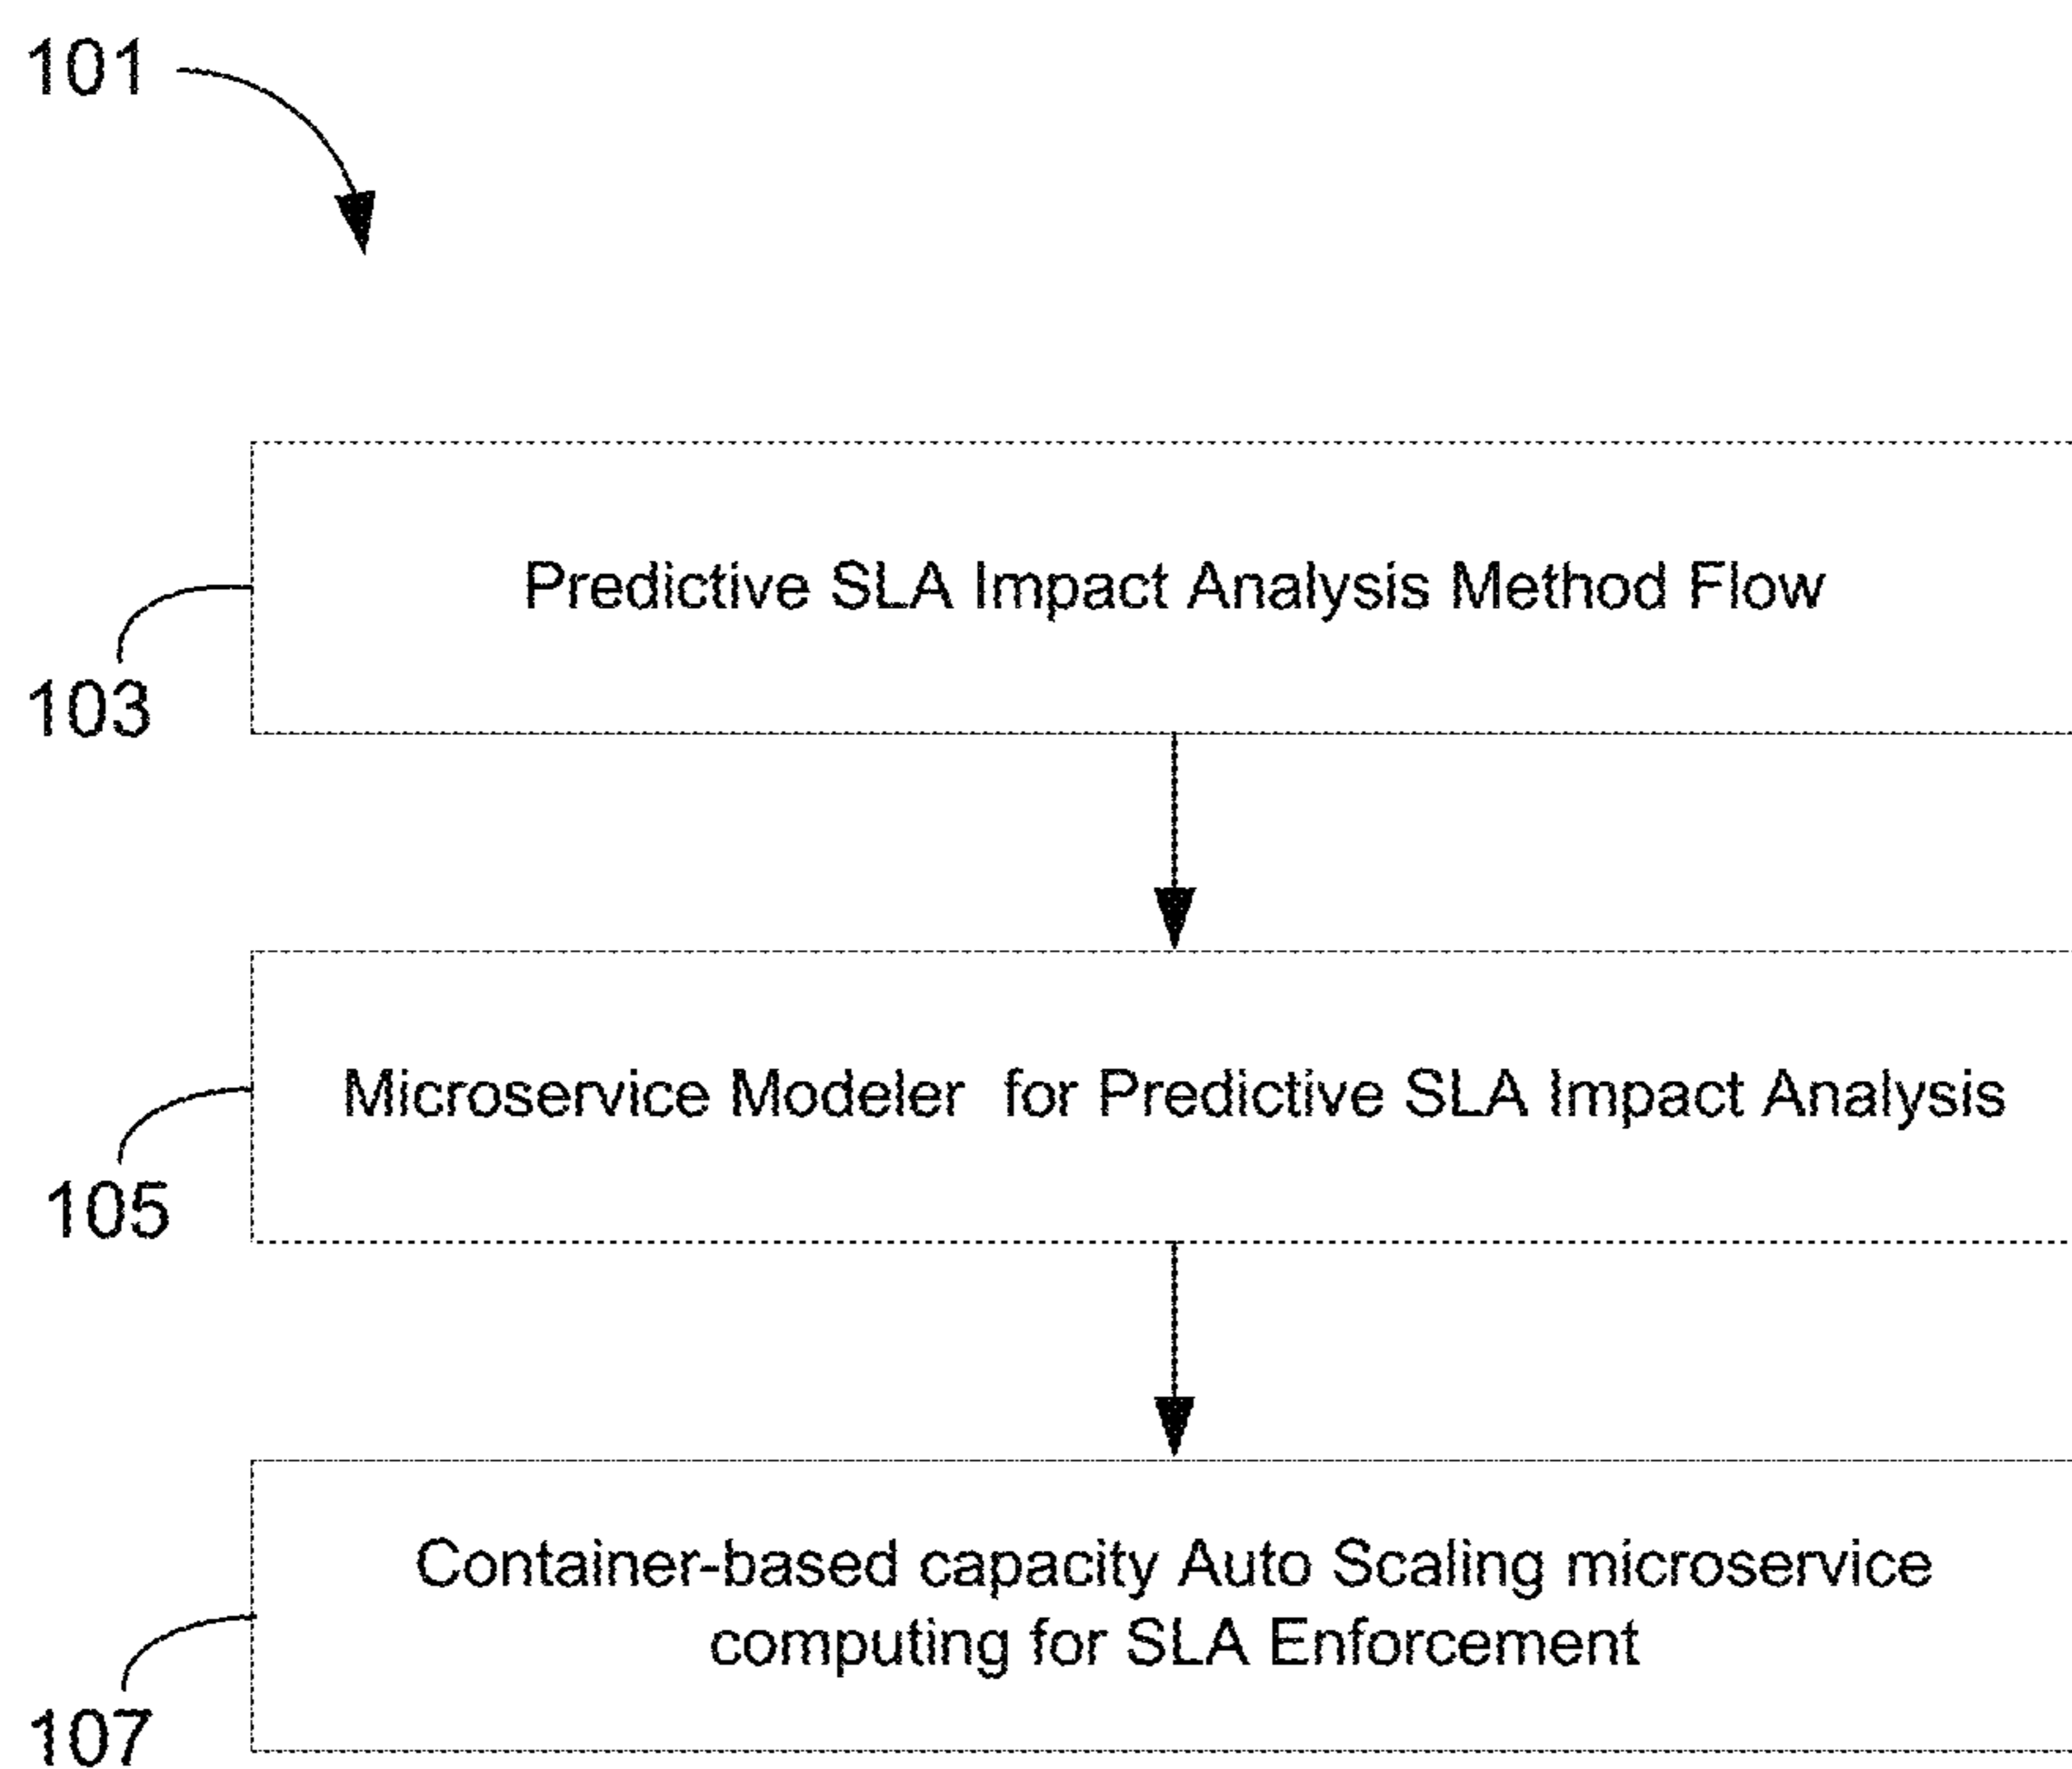 101
Predictive SLA Impact Analysis Method Flow
103
Microservice Modeler for Predictive SLA Impact Analysis
105
Container-based capacity Auto Scaling microservice
computing for SLA Enforcement
107